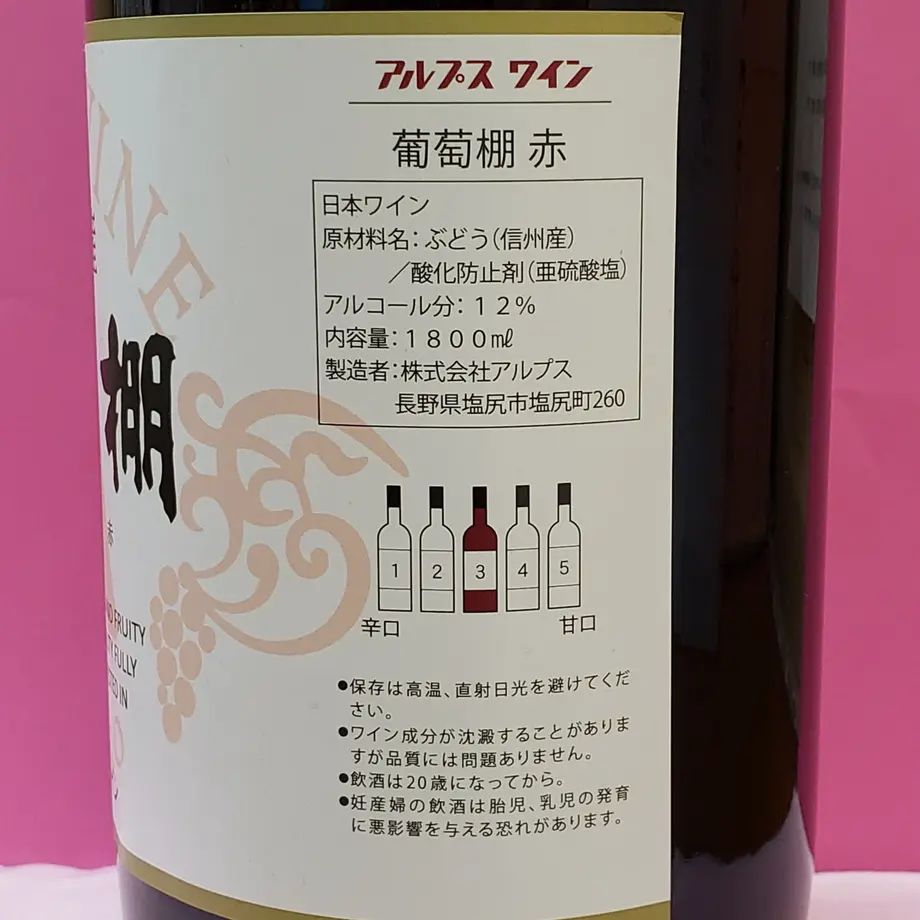 アルプス ワイン
葡萄棚 赤
日本ワイン
原材料名：ぶどう（信州産）
／酸化防止剤（亜硫酸塩）
アルコール分：１２％
内容量：１８００㎖
製造者：株式会社アルプス
長野県塩尻市塩尻町260
1 2 3 4 5
辛口 甘口
●保存は高温、直射日光を避けてくだ
さい。
●ワイン成分が沈澱することがありま
すが品質には問題ありません。
●飲酒は20歳になってから。
●妊産婦の飲酒は胎児、乳児の発育
に悪影響を与える恐れがあります。
INE
棚
赤
FRUITY
FULLY
IN